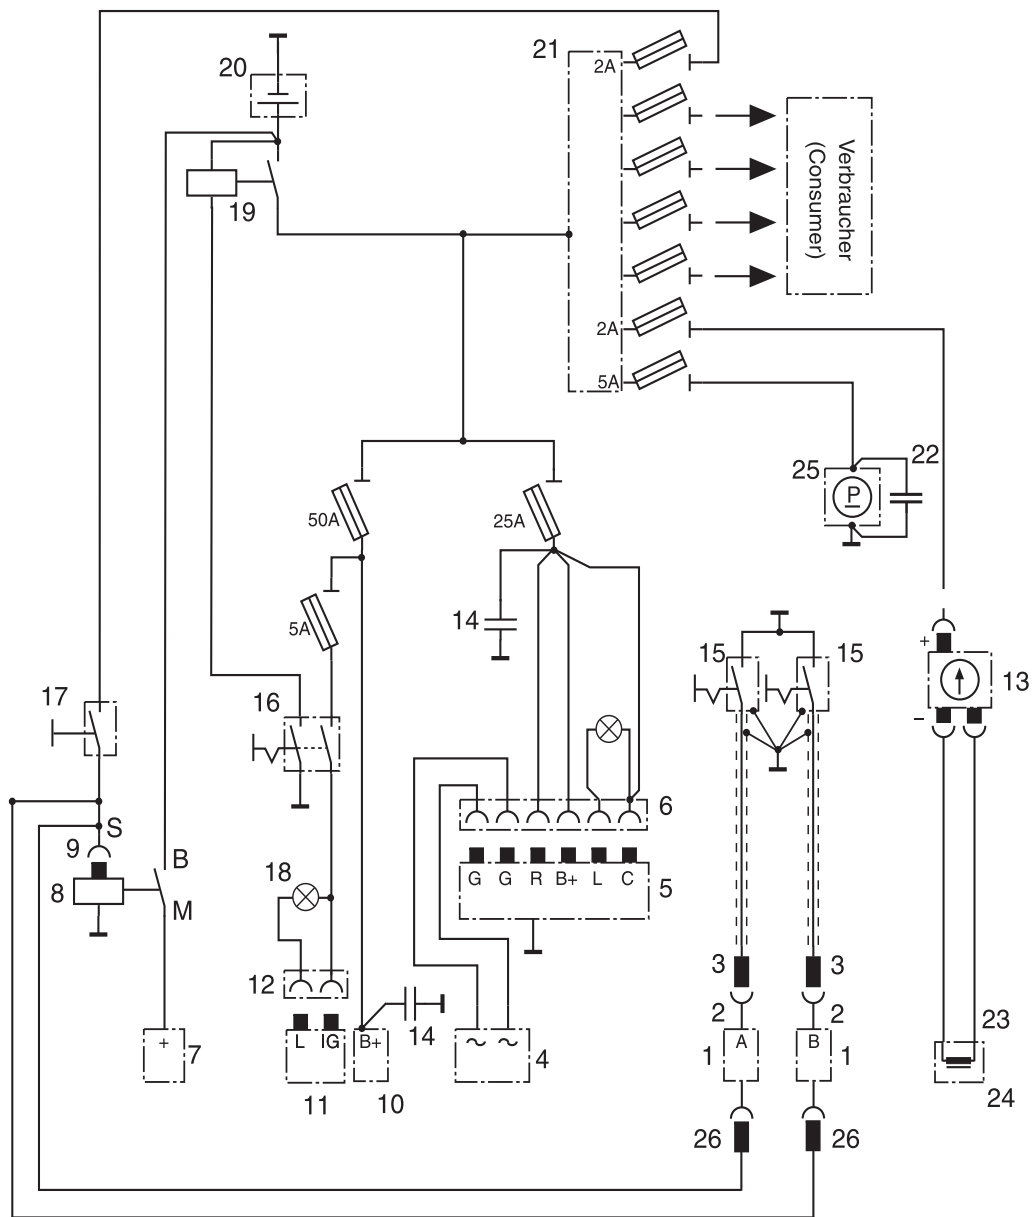 21
2A
20
Verbraucher
(Consumer)
19
2A
5A
25
22
P
50A
25A
5A
14
15
15
+
13
–
17
16
6
S
9
B
8
M
18
G G R B+ L C
5
12
3
3
2
2
14
23
+
7
L IG
B+
~ ~
4
1
A
B
1
11
10
24
26
26